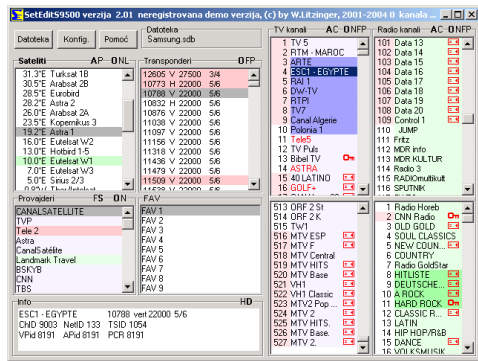 SetEditS9500 verzija 2.01 neregistrovana demo verzija, (c) by W.Litzinger, 2001-2004 0 kanala
Datoteka Konfig. Pomoć
Datoteka
Samsung.sdb
Sateliti AP ONL
31.3°E Turksat 1B
30.5°E Arabsat 2B
28.5°E Eurobird
28.2°E Astra 2
26.0°E Arabsat 2A
23.5°E Kopernikus 3
19.2°E Astra 1
16.0°E Eutelsat W2
13.0°E Hotbird 1-5
10.0°E Eutelsat W1
7.0°E Eutelsat W3
5.0°E Sirius 2/3
Transponderi OFP
12605 V 27500 3/4
10773 H 22000 5/6
10788 V 22000 5/6
10832 H 22000 5/6
10876 V 22000 5/6
11038 V 22000 5/6
11097 V 22000 5/6
11156 V 22000 5/6
11318 V 22000 5/6
11436 V 22000 5/6
11479 V 22000 5/6
11509 V 22000 5/6
Provajderi FS ON
CANALSATELLITE
TVP
Tele 2
Astra
CanalSatélite
Landmark Travel
BSKYB
CNN
TBS
FAV
FAV 1
FAV 2
FAV 3
FAV 4
FAV 5
FAV 6
FAV 7
FAV 8
FAV 9
Info HD
ESC1 - EGYPTE 10788 vert 22000 5/6
ChID 9003 NetID 133 TSID 1054
VPid 8191 APid 8191 PCR 8191
TV kanali AC ONFP
1 TV 5
2 RTM - MAROC
3 ARTE
4 ESC1 - EGYPTE
5 RAI 1
6 DW-TV
7 RTPI
8 TV7
9 Canal Algerie
10 Polonia 1
11 Tele5
12 TV Puls
13 Bibel TV
14 ASTRA
15 40 LATINO
16 GOLF+
513 ORF 2 St
514 ORF 2 K
515 TW1
516 MTV ESP
517 MTV F
518 MTV Central
519 MTV HITS
520 MTV Base
521 VH1
522 VH1 Classic
523 MTV2 Pop ...
524 MTV 2
525 MTV HITS.
526 MTV Base.
527 MTV 2.
Radio kanali AC ONFP
101 Data 13
102 Data 14
103 Data 15
104 Data 16
105 Data 17
106 Data 18
107 Data 19
108 Data 20
109 Control 1
110 JUMP
111 Fritz
112 MDR info
113 MDR KULTUR
114 Radio 3
115 RADIOmultikult
116 SPUTNIK
1 Radio Horeb
2 CNN Radio
3 OLD GOLD
4 SOUL CLASSICS
5 NEW COUN...
6 COUNTRY
7 Radio GoldStar
8 HITLISTE
9 DEUTSCHE...
10 A ROCK
11 HARD ROCK
12 CLASSIC R...
13 LATIN
14 HIP HOP/R&B
15 DANCE
16 VOLKSMUSIK